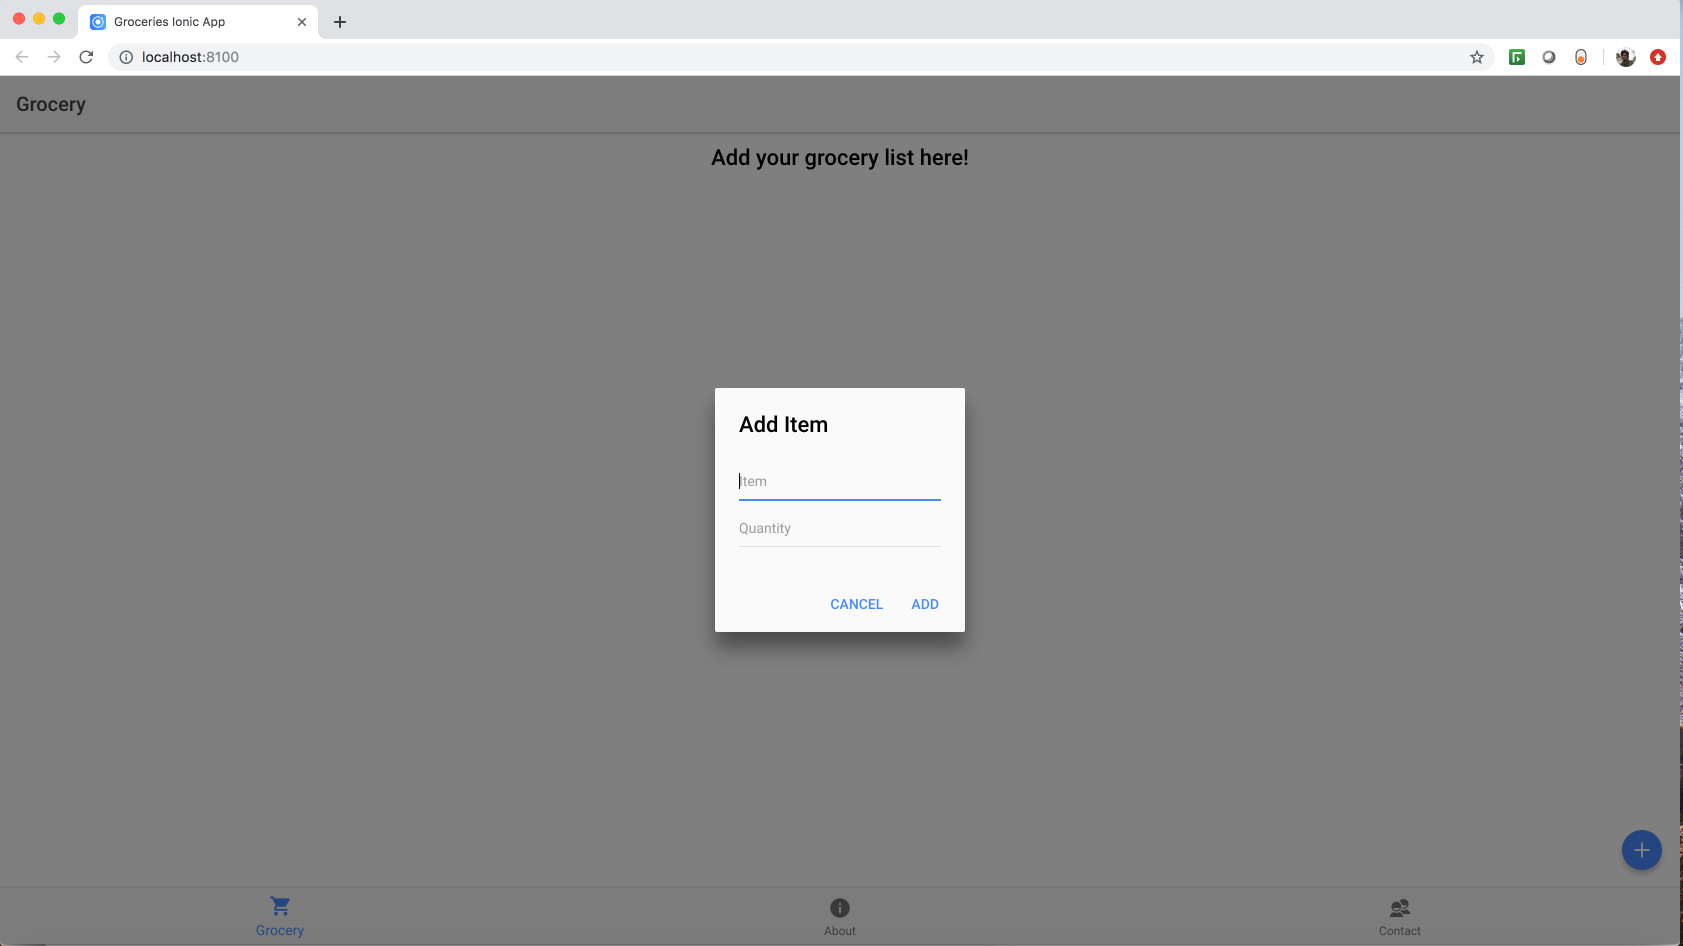 Groceries Ionic App
localhost:8100
Grocery
Add your grocery list here!
Add Item
Item
Quantity
CANCEL ADD
Grocery About Contact